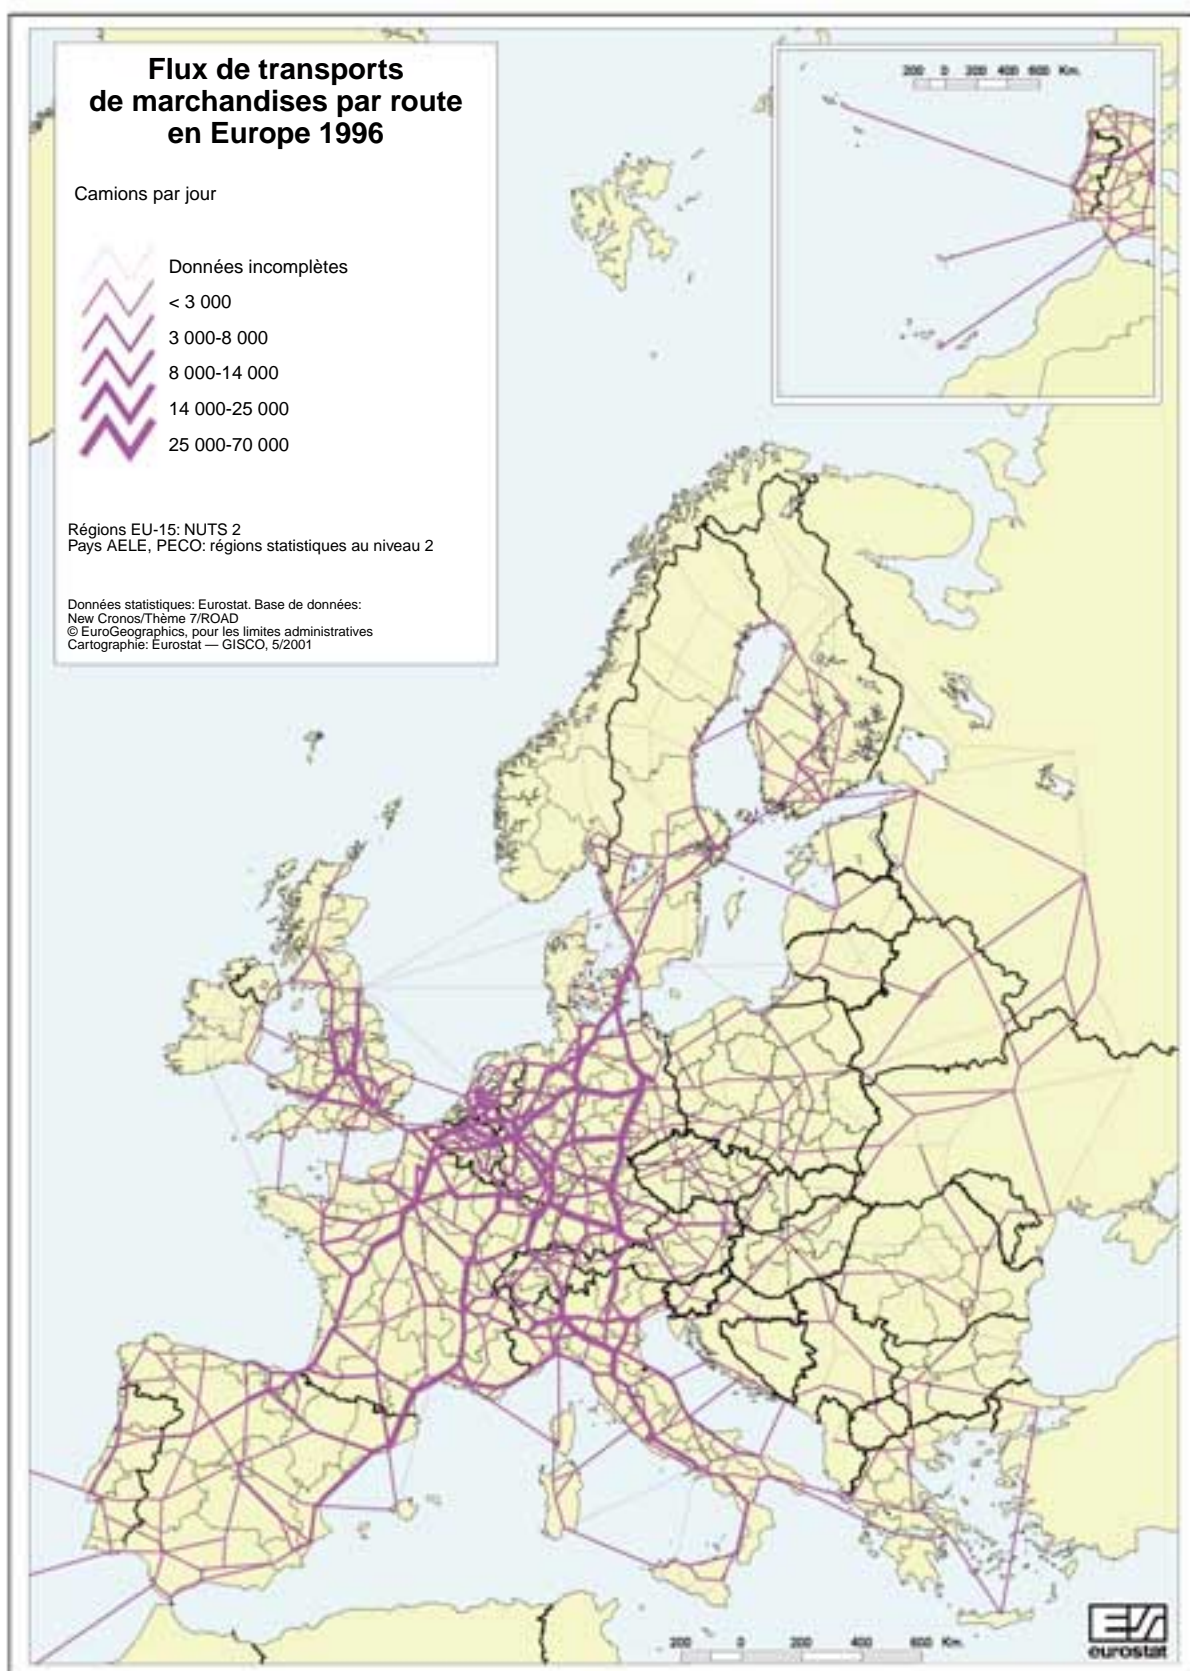 Flux de transports
de marchandises par route
en Europe 1996
Camions par jour
Données incomplètes
< 3 000
3 000-8 000
8 000-14 000
14 000-25 000
25 000-70 000
Régions EU-15: NUTS 2
Pays AELE, PECO: régions statistiques au niveau 2
Données statistiques: Eurostat. Base de données:
New Cronos/Thème 7/ROAD
© EuroGeographics, pour les limites administratives
Cartographie: Eurostat — GISCO, 5/2001
200 0 200 400 600 Km.
200 0 200 400 600 Km.
eurostat